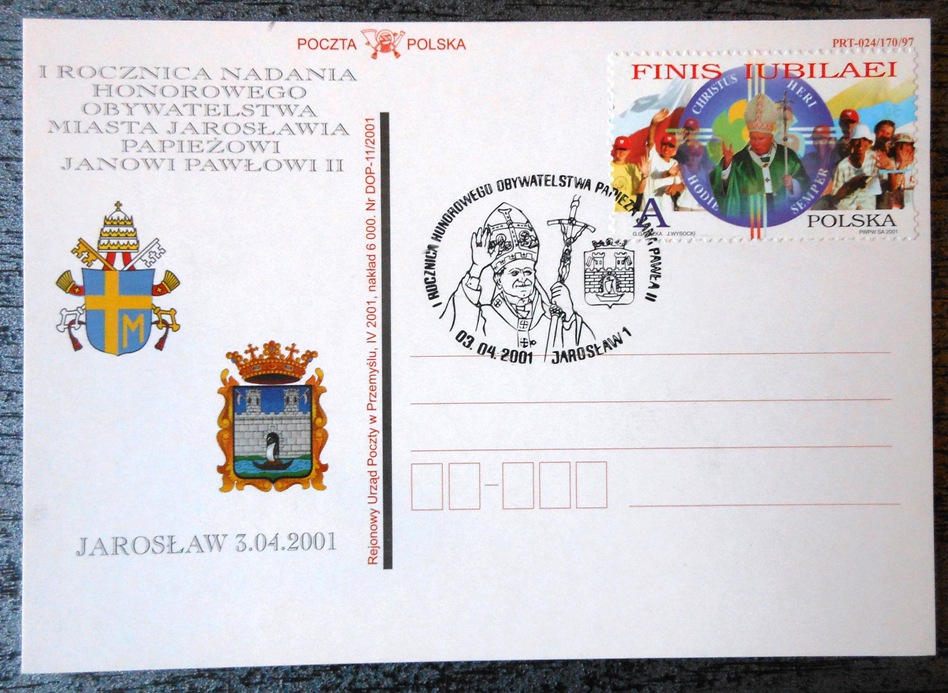 POCZTA POLSKA
PRT-024/170/97
I ROCZNICA NADANIA
HONOROWEGO
OBYWATELSTWA
MIASTA JAROSŁAWIA
PAPIEŻOWI
JANOWI PAWŁOWI II
M
JAROSŁAW 3.04.2001
Rejonowy Urząd Poczty w Przemyślu, IV 2001, nakład 6 000. Nr DOP-11/2001
I ROCZNICA HONOROWEGO OBYWATELSTWA PAPIEŻA JANA PAWŁA II
03.04.2001 JAROSŁAW 1
FINIS IUBILAEI
CHRISTUS HERI
HODIE SEMPER
A
POLSKA
J.WYSOCKI
PWPW SA 2001